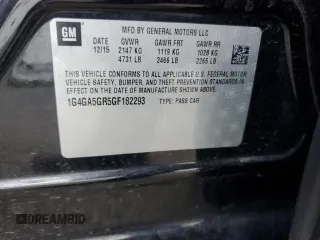 GM
MFD BY GENERAL MOTORS LLC
DATE GVWR GAWR FRT GAWR RR
12/15 2147 KG 1119 KG 1028 KG
4731 LB 2466 LB 2265 LB
THIS VEHICLE CONFORMS TO ALL APPLICABLE U.S. FEDERAL MOTOR
VEHICLE SAFETY, BUMPER, AND THEFT PREVENTION STANDARDS IN
EFFECT ON THE DATE OF MANUFACTURE SHOWN ABOVE.
1G4GA5GR5GF182293 TYPE: PASS CAR
DREAMBID